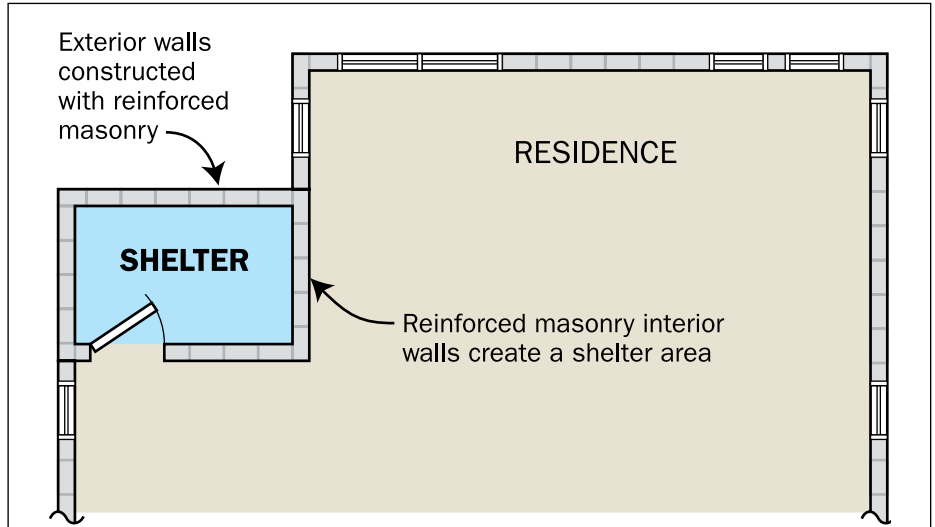 Exterior walls
constructed
with reinforced
masonry
RESIDENCE
SHELTER
Reinforced masonry interior
walls create a shelter area